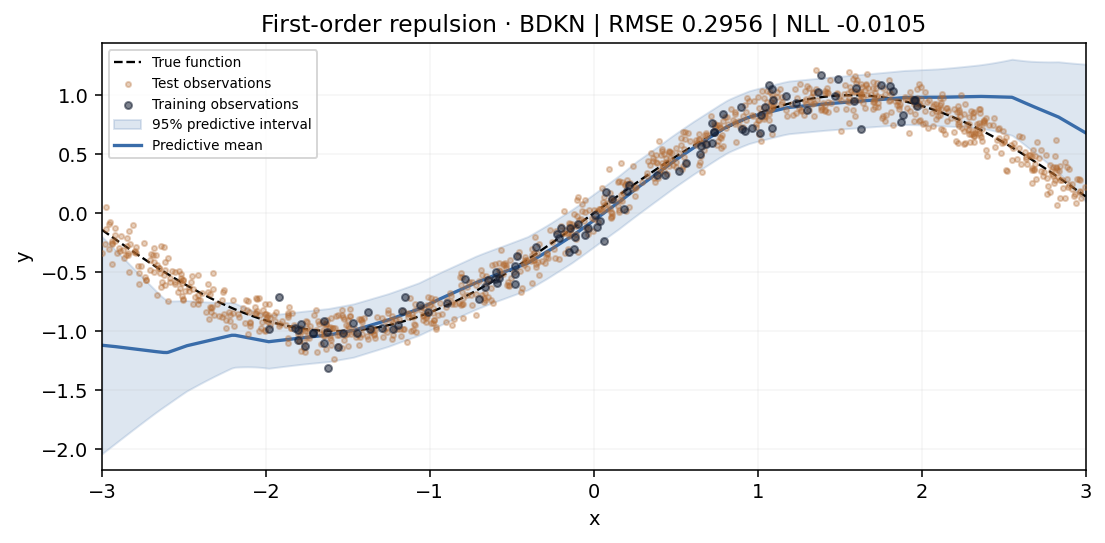 First-order repulsion · BDKN | RMSE 0.2956 | NLL -0.0105
True function
Test observations
Training observations
95% predictive interval
Predictive mean
1.0
0.5
0.0
−0.5
−1.0
−1.5
−2.0
y
−3 −2 −1 0 1 2 3
x